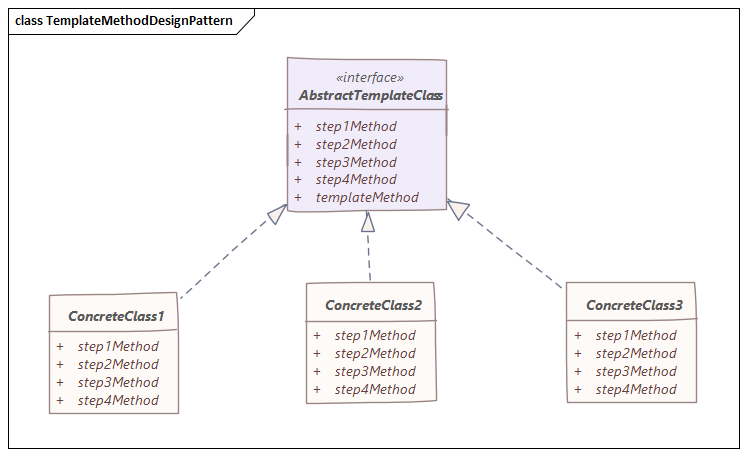 class TemplateMethodDesignPattern
«interface»
AbstractTemplateClass
+ step1Method
+ step2Method
+ step3Method
+ step4Method
+ templateMethod
ConcreteClass1
+ step1Method
+ step2Method
+ step3Method
+ step4Method
ConcreteClass2
+ step1Method
+ step2Method
+ step3Method
+ step4Method
ConcreteClass3
+ step1Method
+ step2Method
+ step3Method
+ step4Method